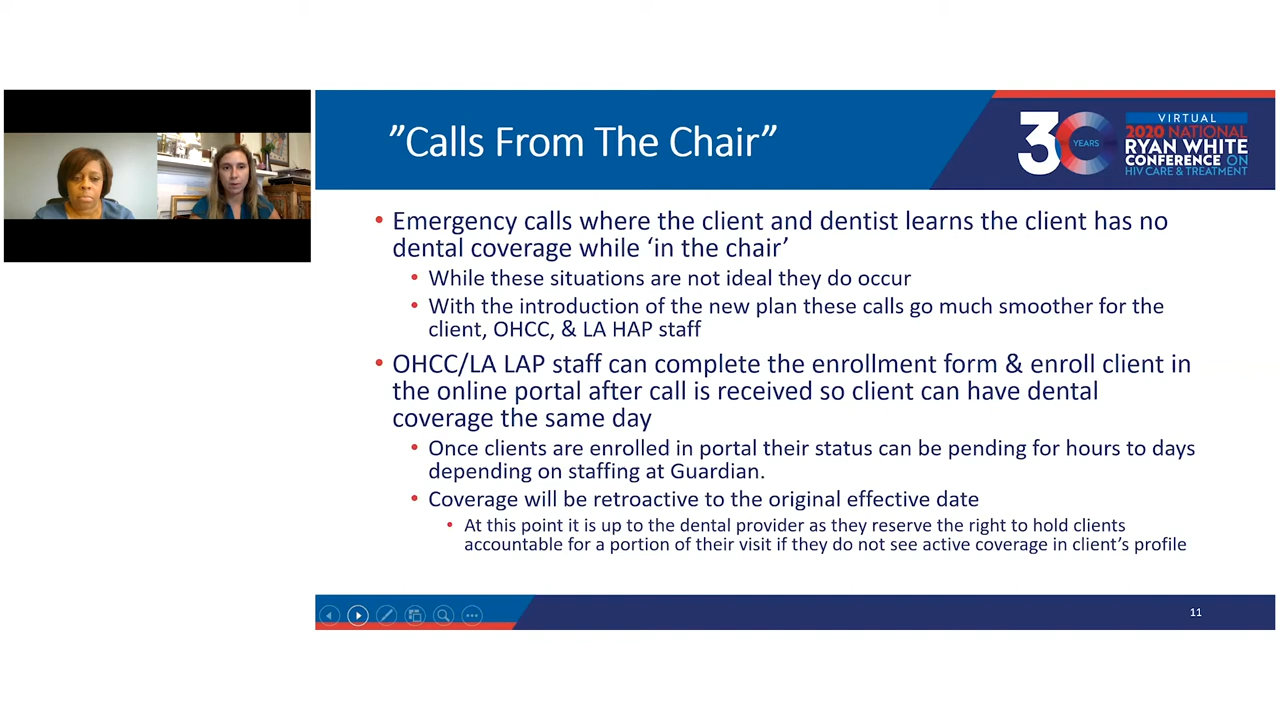 ”Calls From The Chair”
30
YEARS
VIRTUAL
2020 NATIONAL
RYAN WHITE
CONFERENCE ON
HIV CARE & TREATMENT
• Emergency calls where the client and dentist learns the client has no
dental coverage while ‘in the chair’
• While these situations are not ideal they do occur
• With the introduction of the new plan these calls go much smoother for the
client, OHCC, & LA HAP staff
• OHCC/LA LAP staff can complete the enrollment form & enroll client in
the online portal after call is received so client can have dental
coverage the same day
• Once clients are enrolled in portal their status can be pending for hours to days
depending on staffing at Guardian.
• Coverage will be retroactive to the original effective date
• At this point it is up to the dental provider as they reserve the right to hold clients
accountable for a portion of their visit if they do not see active coverage in client’s profile
11